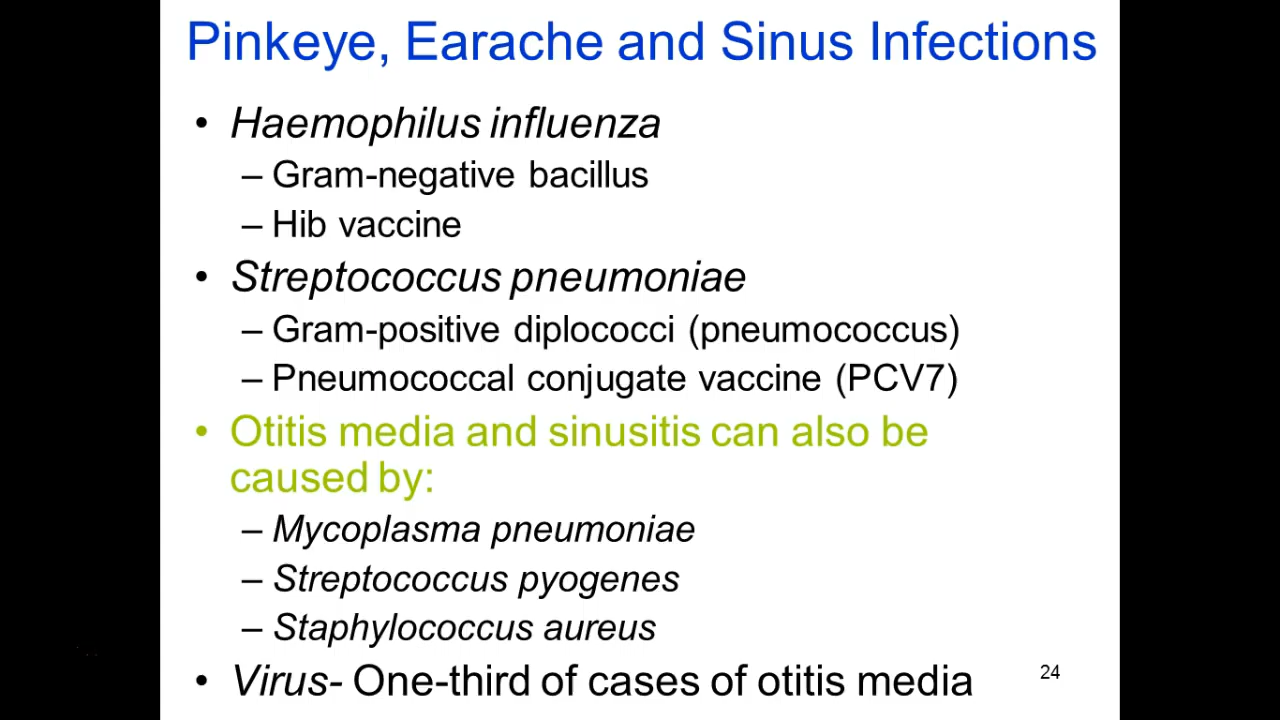 Pinkeye, Earache and Sinus Infections
• Haemophilus influenza
– Gram-negative bacillus
– Hib vaccine
• Streptococcus pneumoniae
– Gram-positive diplococci (pneumococcus)
– Pneumococcal conjugate vaccine (PCV7)
• Otitis media and sinusitis can also be
caused by:
– Mycoplasma pneumoniae
– Streptococcus pyogenes
– Staphylococcus aureus
• Virus- One-third of cases of otitis media
24